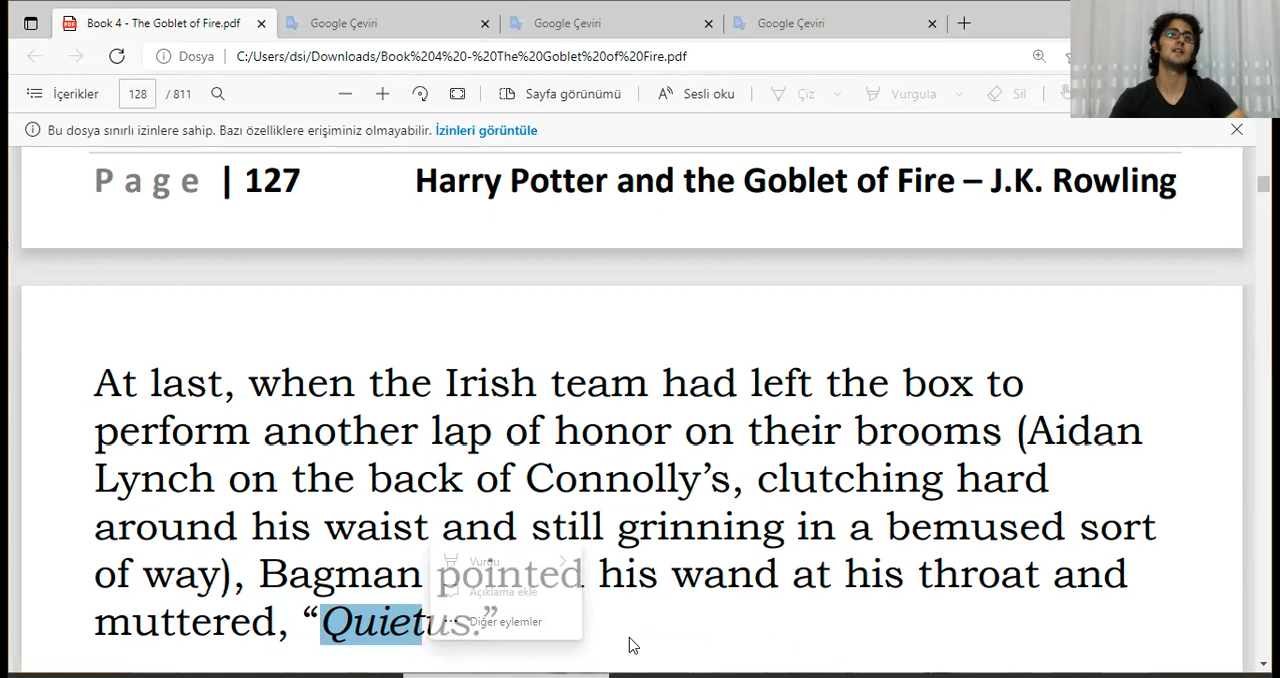 Book 4 - The Goblet of Fire.pdf
Google Çeviri
Google Çeviri
Google Çeviri
Dosya
C:/Users/dsi/Downloads/Book%204%20-%20The%20Goblet%20of%20Fire.pdf
İçerikler 128 / 811 Sayfa görünümü Sesli oku Çiz Vurgula Sil
Bu dosya sınırlı izinlere sahip. Bazı özelliklere erişiminiz olmayabilir. İzinleri görüntüle
Page | 127 Harry Potter and the Goblet of Fire – J.K. Rowling
At last, when the Irish team had left the box to
perform another lap of honor on their brooms (Aidan
Lynch on the back of Connolly’s, clutching hard
around his waist and still grinning in a bemused sort
of way), Bagman pointed his wand at his throat and
muttered, “Quietus.”
Vurgu
Açıklama ekle
Diğer eylemler